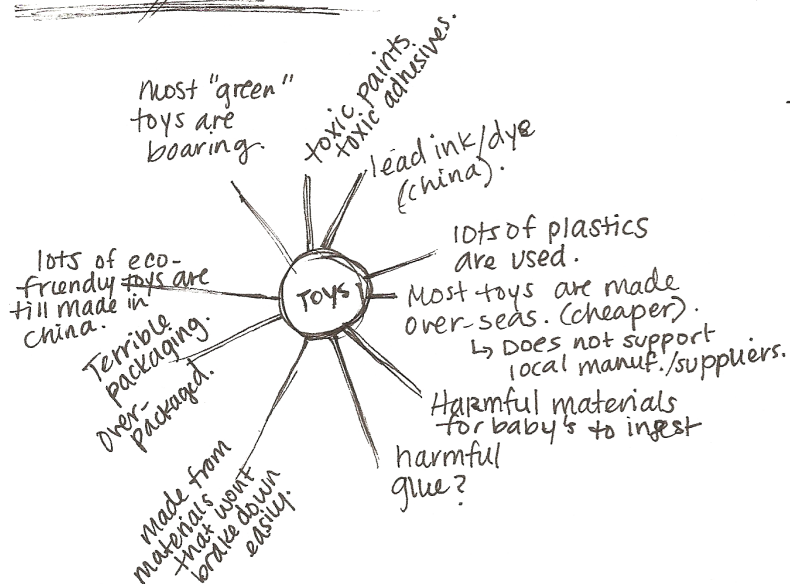 most "green"
toys are
boaring.
toxic paints
toxic adhesives.
lead ink/dye
(china).
lots of plastics
are used.
Most toys are made
over-seas. (cheaper).
↳ Does not support
local manuf./suppliers.
Harmful materials
for baby's to ingest
harmful
glue?
made from
materials
that wont
brake down
easily.
Terrible
packaging.
over-
packaged.
lots of eco-
friendly toys are
till made in
china.
TOYS